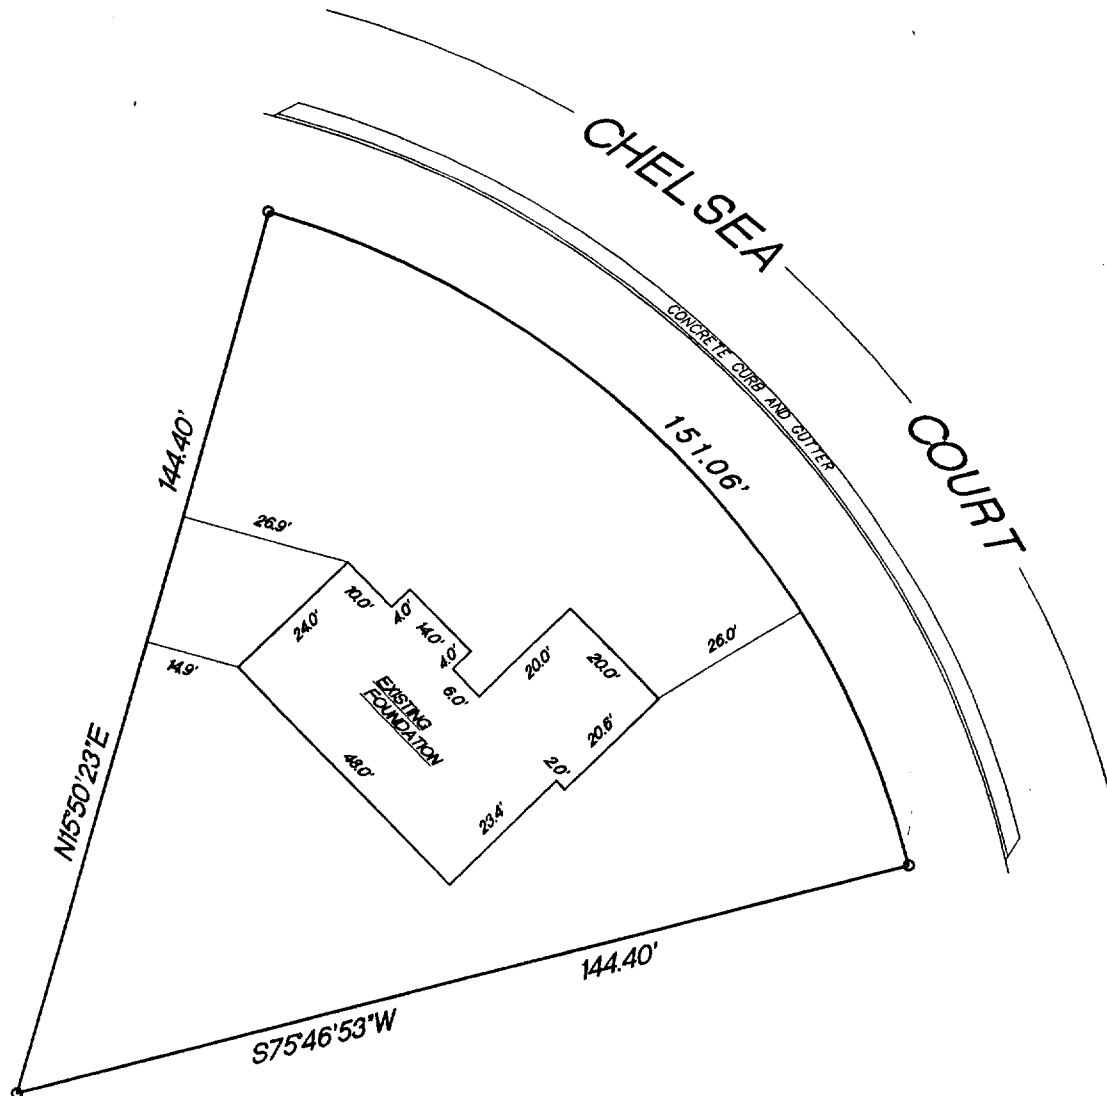 CHELSEA
COURT
CONCRETE CURB AND GUTTER
151.06'
144.40'
26.9'
10.0'
4.0'
14.0'
4.0'
24.0'
6.0'
20.0'
20.0'
26.0'
14.9'
EXISTING
FOUNDATION
20.6'
2.0'
48.0'
23.4'
N15°50'23"E
144.40'
S75°46'53"W